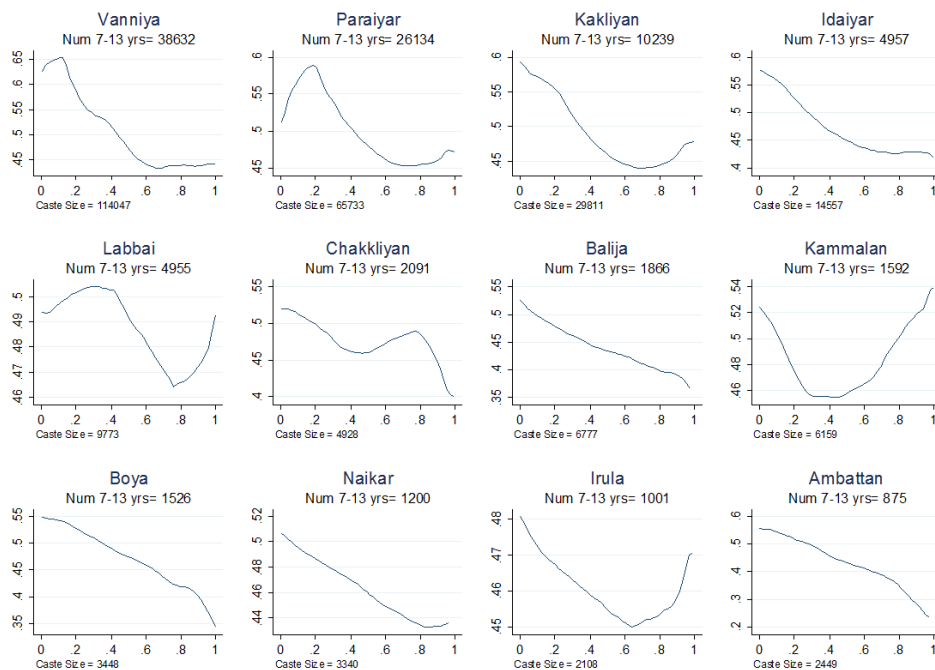 Vanniya
Num 7-13 yrs= 38632
.65
.6
.55
.5
.45
0 .2 .4 .6 .8 1
Caste Size = 114047
Paraiyar
Num 7-13 yrs= 26134
.6
.55
.5
.45
0 .2 .4 .6 .8 1
Caste Size = 65733
Kakliyan
Num 7-13 yrs= 10239
.6
.55
.5
.45
0 .2 .4 .6 .8 1
Caste Size = 29811
Idaiyar
Num 7-13 yrs= 4957
.6
.55
.5
.45
.4
0 .2 .4 .6 .8 1
Caste Size = 14557
Labbai
Num 7-13 yrs= 4955
.5
.49
.48
.47
.46
0 .2 .4 .6 .8 1
Caste Size = 9773
Chakkliyan
Num 7-13 yrs= 2091
.55
.5
.45
.4
0 .2 .4 .6 .8 1
Caste Size = 4928
Balija
Num 7-13 yrs= 1866
.55
.5
.45
.4
.35
0 .2 .4 .6 .8 1
Caste Size = 6777
Kammalan
Num 7-13 yrs= 1592
.54
.52
.5
.48
.46
0 .2 .4 .6 .8 1
Caste Size = 6159
Boya
Num 7-13 yrs= 1526
.55
.5
.45
.4
.35
0 .2 .4 .6 .8 1
Caste Size = 3448
Naikar
Num 7-13 yrs= 1200
.52
.5
.48
.46
.44
0 .2 .4 .6 .8 1
Caste Size = 3340
Irula
Num 7-13 yrs= 1001
.48
.47
.46
.45
0 .2 .4 .6 .8 1
Caste Size = 2108
Ambattan
Num 7-13 yrs= 875
.6
.5
.4
.3
.2
0 .2 .4 .6 .8 1
Caste Size = 2449